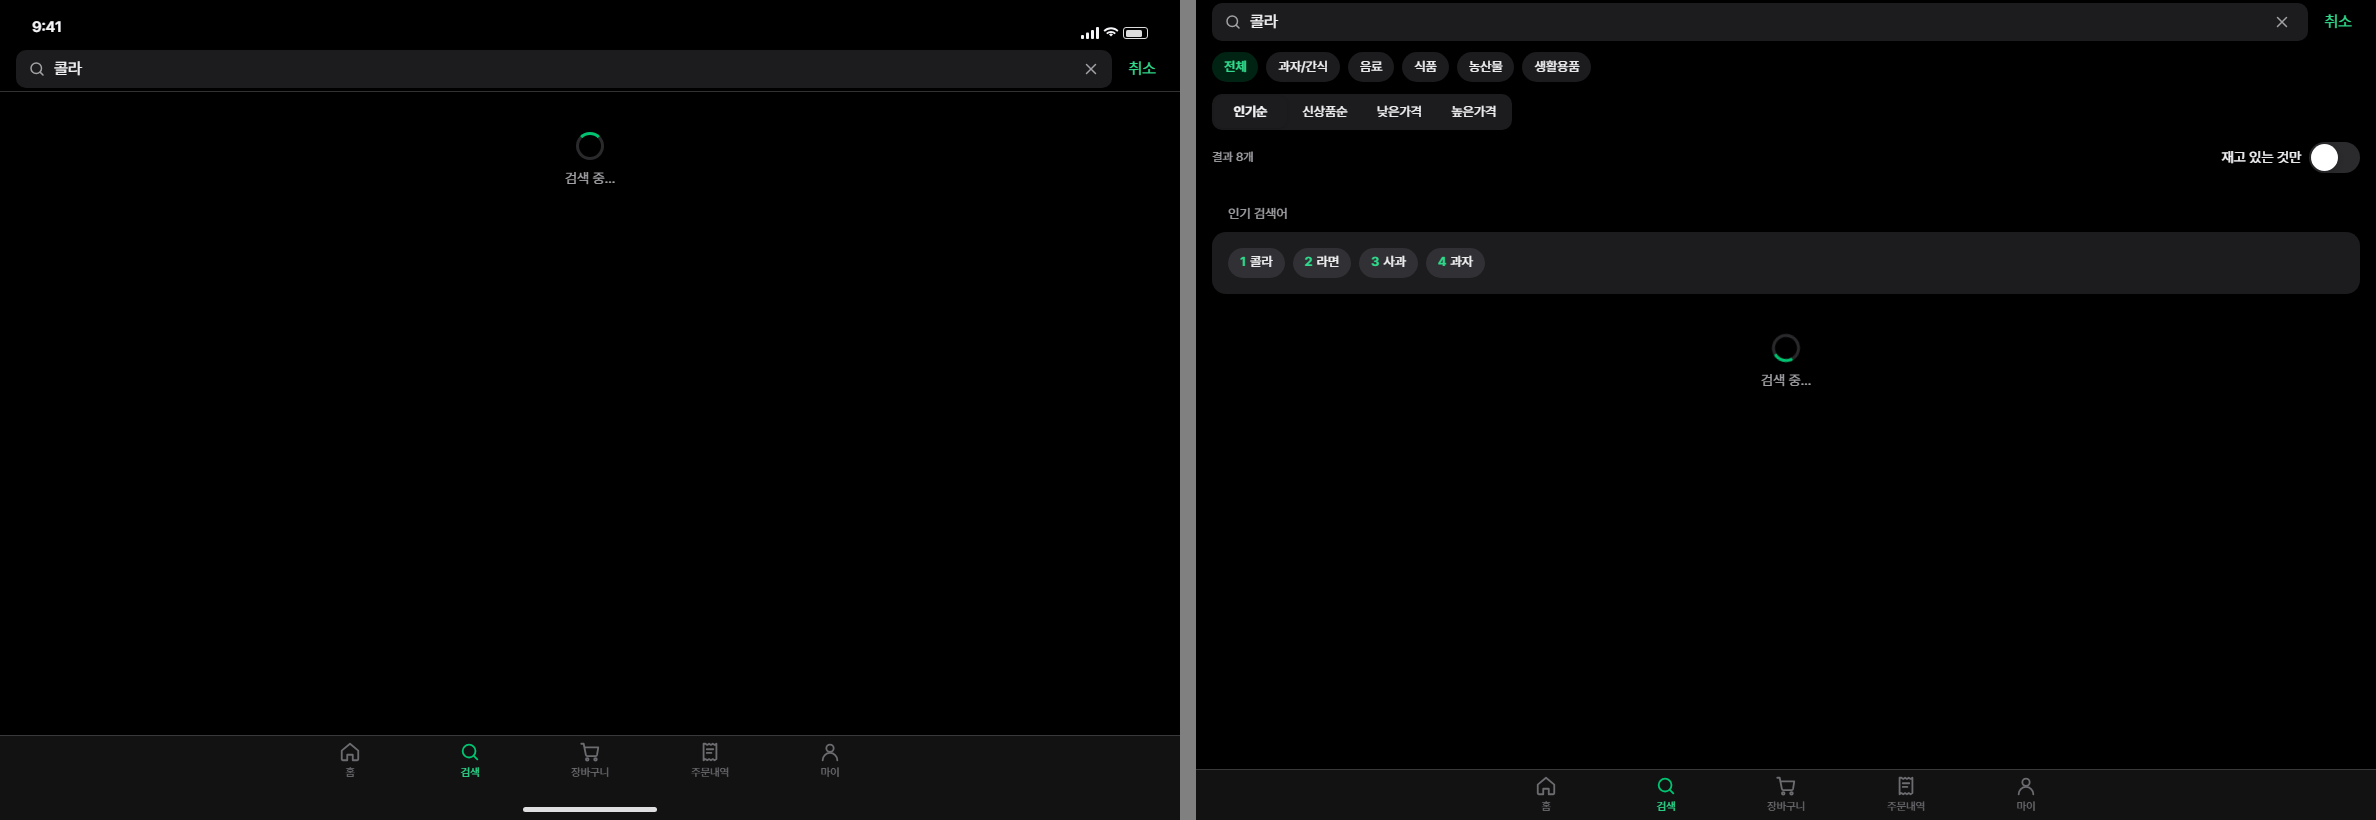 9:41
콜라
취소
검색 중...
홈
검색
장바구니
주문내역
마이
콜라
취소
전체
과자/간식
음료
식품
농산물
생활용품
인기순
신상품순
낮은가격
높은가격
결과 8개
재고 있는 것만
인기 검색어
1 콜라
2 라면
3 사과
4 과자
검색 중...
홈
검색
장바구니
주문내역
마이